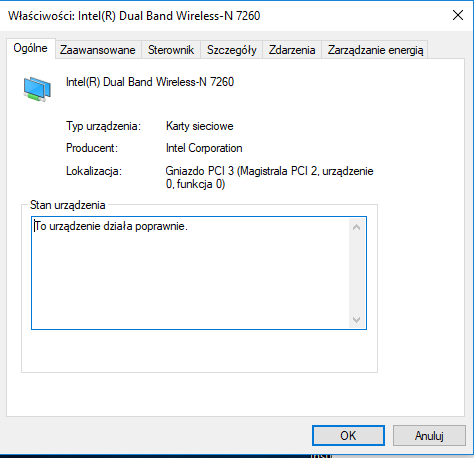 Właściwości: Intel(R) Dual Band Wireless-N 7260
Ogólne Zaawansowane Sterownik Szczegóły Zdarzenia Zarządzanie energią
Intel(R) Dual Band Wireless-N 7260
Typ urządzenia: Karty sieciowe
Producent: Intel Corporation
Lokalizacja: Gniazdo PCI 3 (Magistrala PCI 2, urządzenie
0, funkcja 0)
Stan urządzenia
To urządzenie działa poprawnie.
OK Anuluj